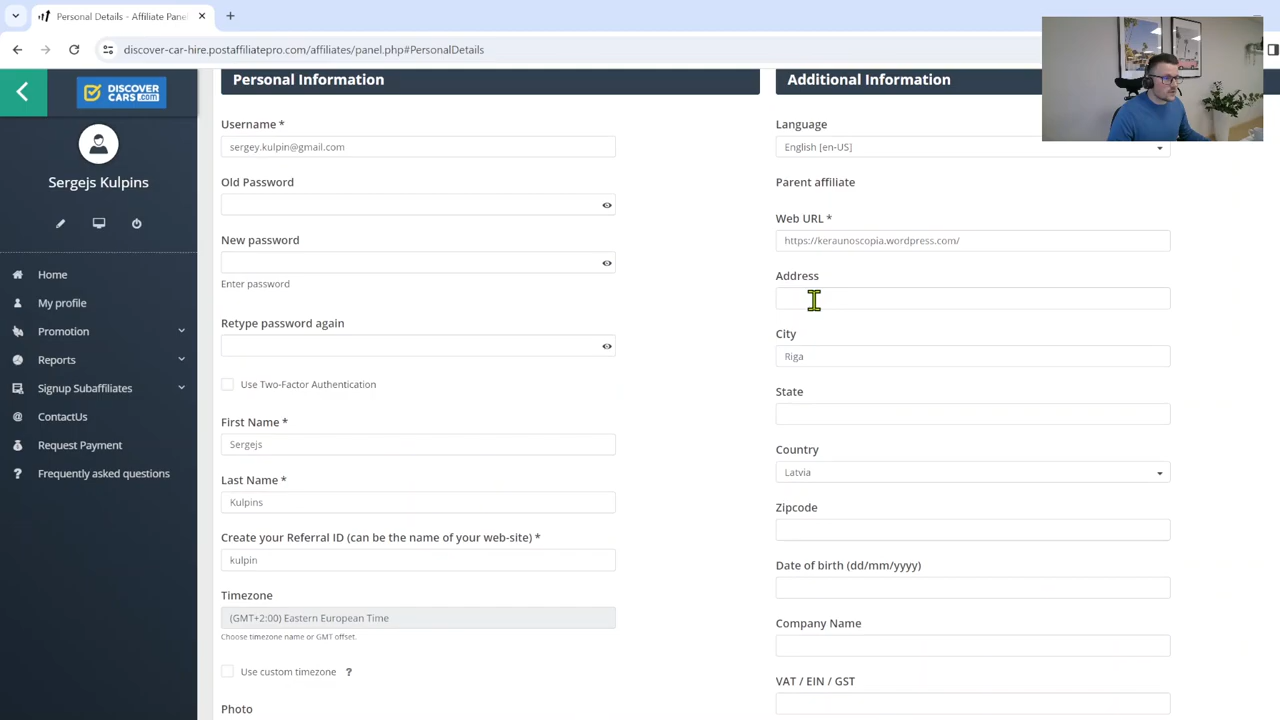 Personal Details - Affiliate Pane
discover-car-hire.postaffiliatepro.com/affiliates/panel.php#PersonalDetails
DISCOVER
CARS.com
Sergejs Kulpins
Home
My profile
Promotion
Reports
Signup Subaffiliates
ContactUs
Request Payment
Frequently asked questions
Personal Information
Username *
sergey.kulpin@gmail.com
Old Password
New password
Enter password
Retype password again
Use Two-Factor Authentication
First Name *
Sergejs
Last Name *
Kulpins
Create your Referral ID (can be the name of your web-site) *
kulpin
Timezone
(GMT+2:00) Eastern European Time
Choose timezone name or GMT offset.
Use custom timezone ?
Photo
Additional Information
Language
English [en-US]
Parent affiliate
Web URL *
https://keraunoscopia.wordpress.com/
Address
City
Riga
State
Country
Latvia
Zipcode
Date of birth (dd/mm/yyyy)
Company Name
VAT / EIN / GST